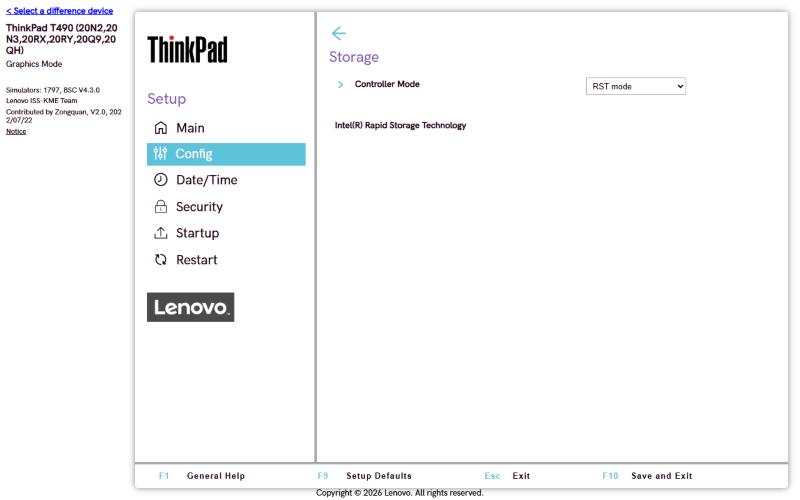 < Select a difference device
ThinkPad T490 (20N2,20
N3,20RX,20RY,20Q9,20
QH)
Graphics Mode
Simulators: 1797, BSC V4.3.0
Lenovo ISS-KME Team
Contributed by Zongquan, V2.0, 202
2/07/22
Notice
ThinkPad
Setup
Main
Config
Date/Time
Security
Startup
Restart
Lenovo
Storage
Controller Mode
RST mode
Intel(R) Rapid Storage Technology
F1 General Help
F9 Setup Defaults
Esc Exit
F10 Save and Exit
Copyright © 2026 Lenovo. All rights reserved.